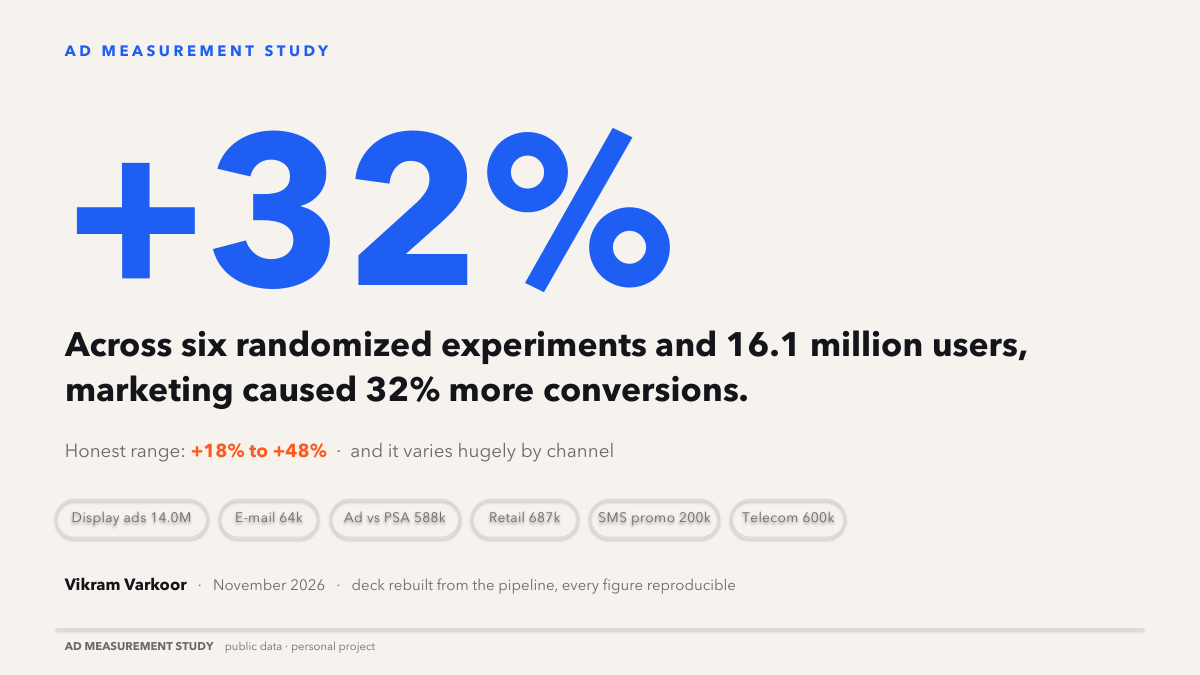 AD MEASUREMENT STUDY
+32%
Across six randomized experiments and 16.1 million users,
marketing caused 32% more conversions.
Honest range: +18% to +48% · and it varies hugely by channel
Display ads 14.0M E-mail 64k Ad vs PSA 588k Retail 687k SMS promo 200k Telecom 600k
Vikram Varkoor · November 2026 · deck rebuilt from the pipeline, every figure reproducible
AD MEASUREMENT STUDY public data · personal project